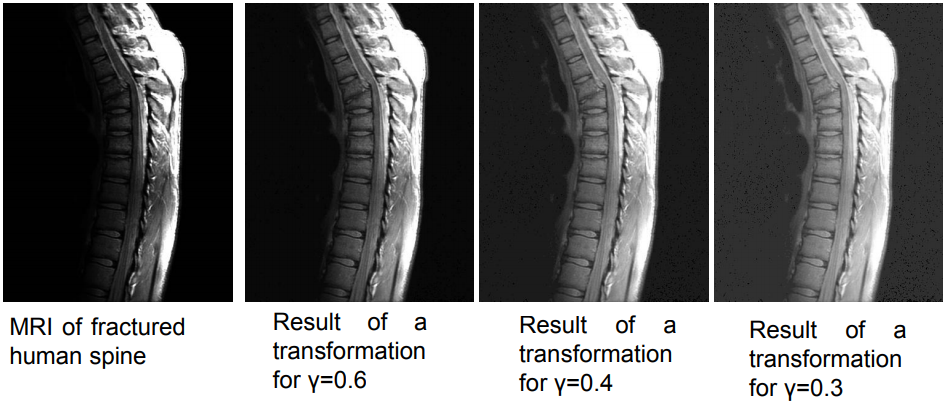 MRI of fractured
human spine
Result of a
transformation
for γ=0.6
Result of a
transformation
for γ=0.4
Result of a
transformation
for γ=0.3